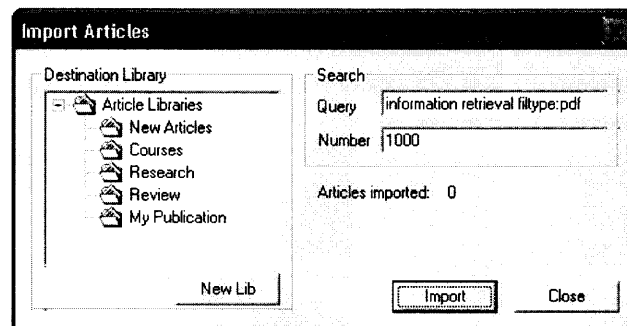 Import Articles
Destination Library
Article Libraries
New Articles
Courses
Research
Review
My Publication
New Lib
Search
Query information retrieval filtype:pdf
Number 1000
Articles imported: 0
Import Close